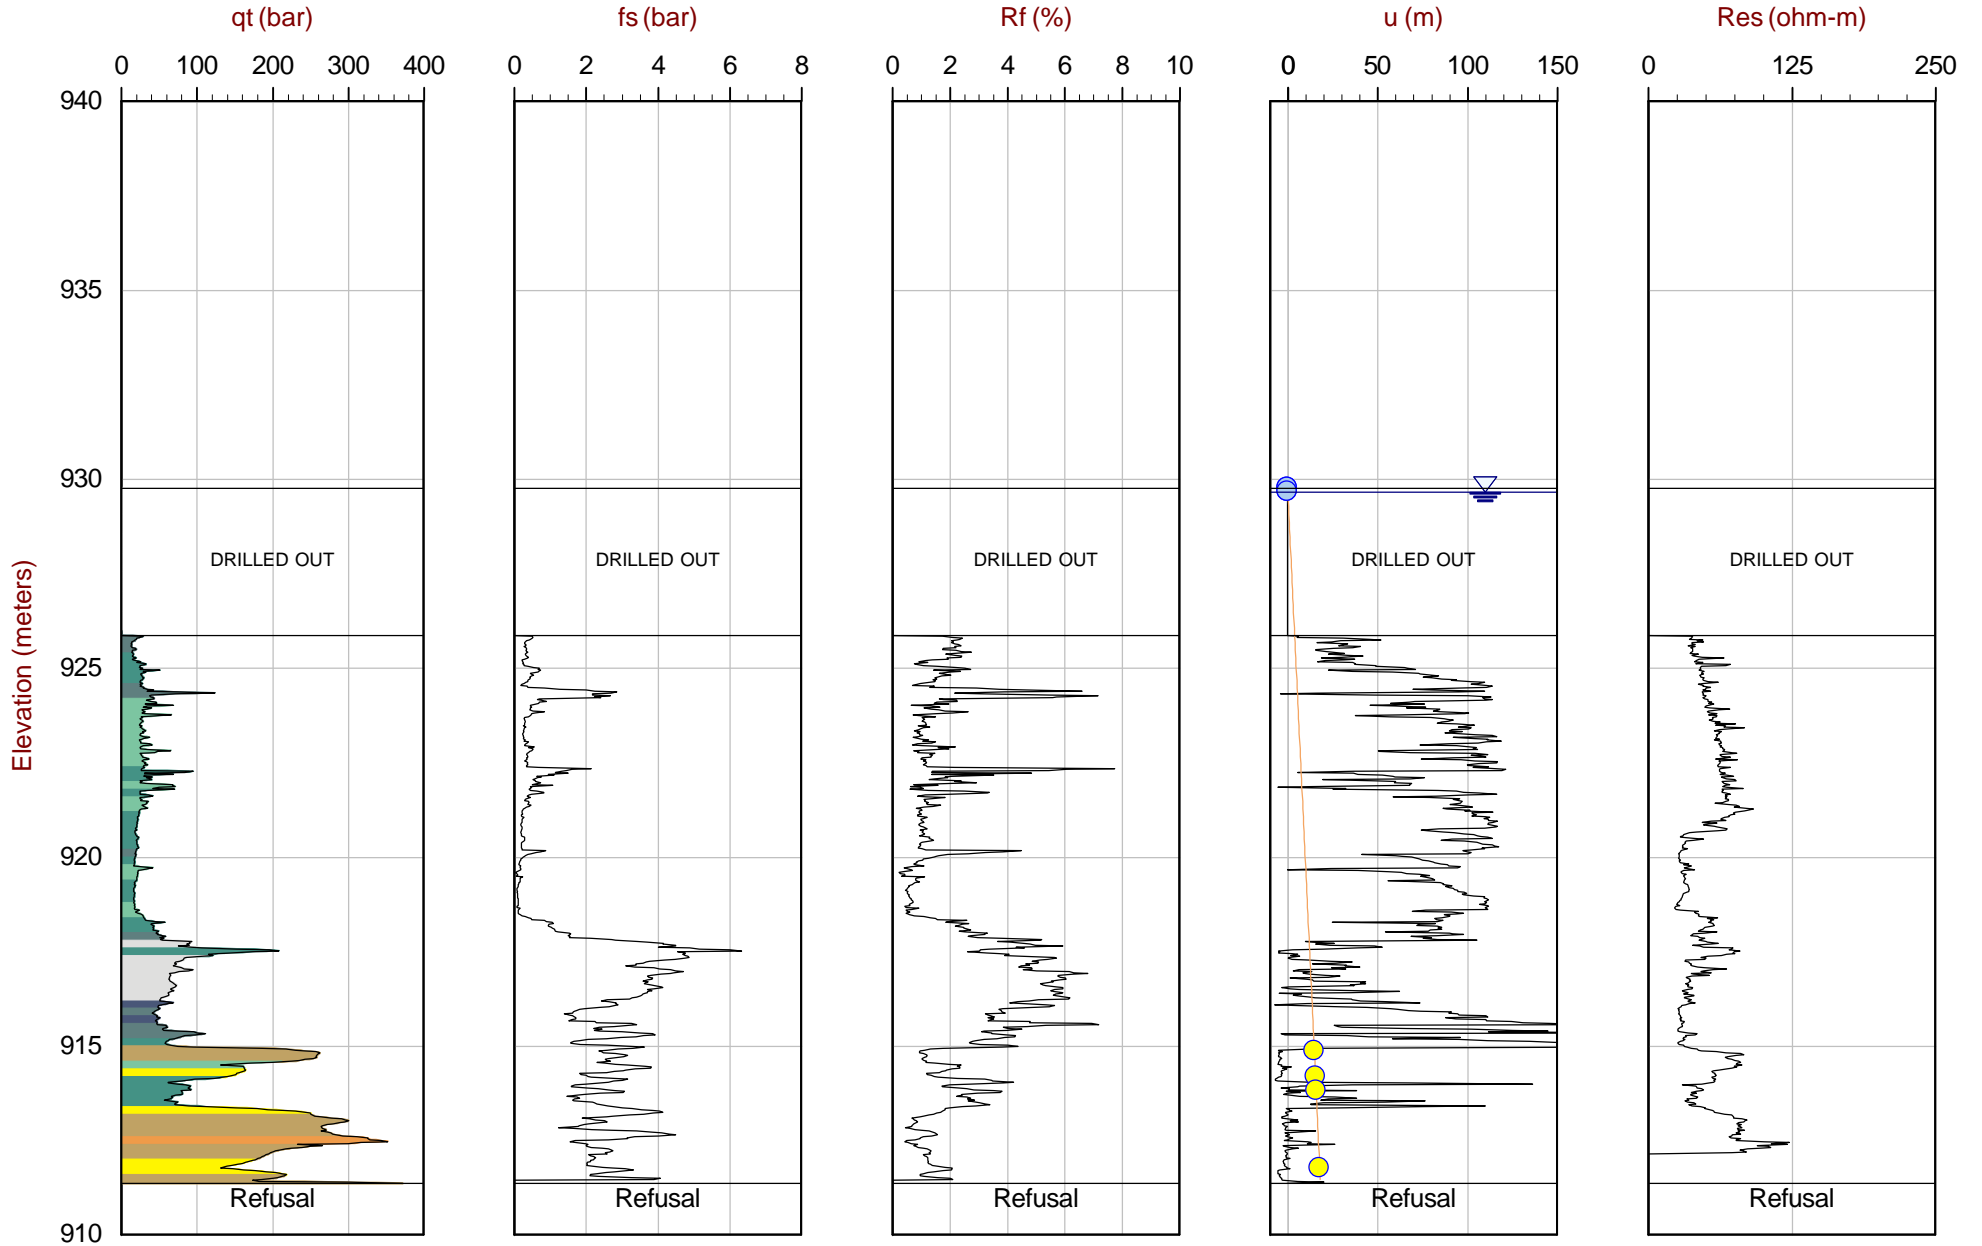 qt (bar) fs (bar) Rf (%) u (m) Res (ohm-m)
0 100 200 300 400 0 2 4 6 8 0 2 4 6 8 10 0 50 100 150 0 125 250
940
935
930
DRILLED OUT DRILLED OUT DRILLED OUT DRILLED OUT DRILLED OUT
Elevation (meters)
925
920
915
Refusal Refusal Refusal Refusal Refusal
910